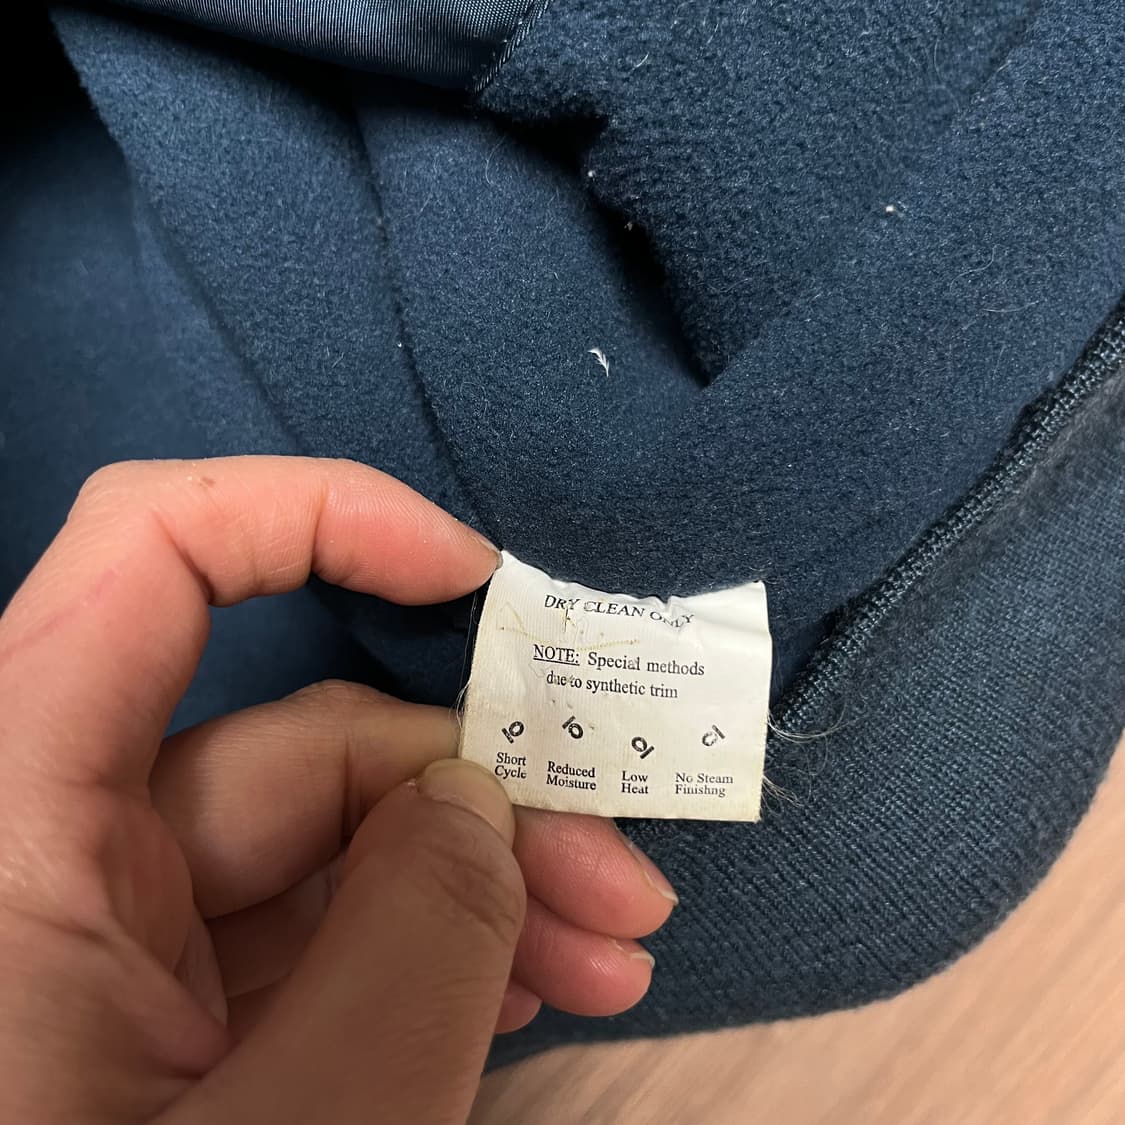 DRY CLEAN ONLY
NOTE: Special methods
due to synthetic trim
Short Cycle
Reduced Moisture
Low Heat
No Steam Finishng